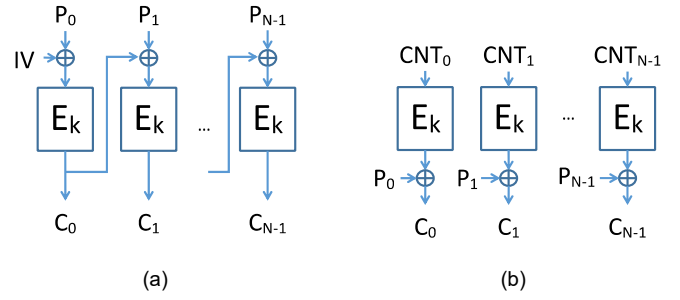 P0 P1 PN-1
IV
Ek Ek ... Ek
C0 C1 CN-1
(a)
CNT0 CNT1 CNTN-1
Ek Ek ... Ek
P0 P1 PN-1
C0 C1 CN-1
(b)